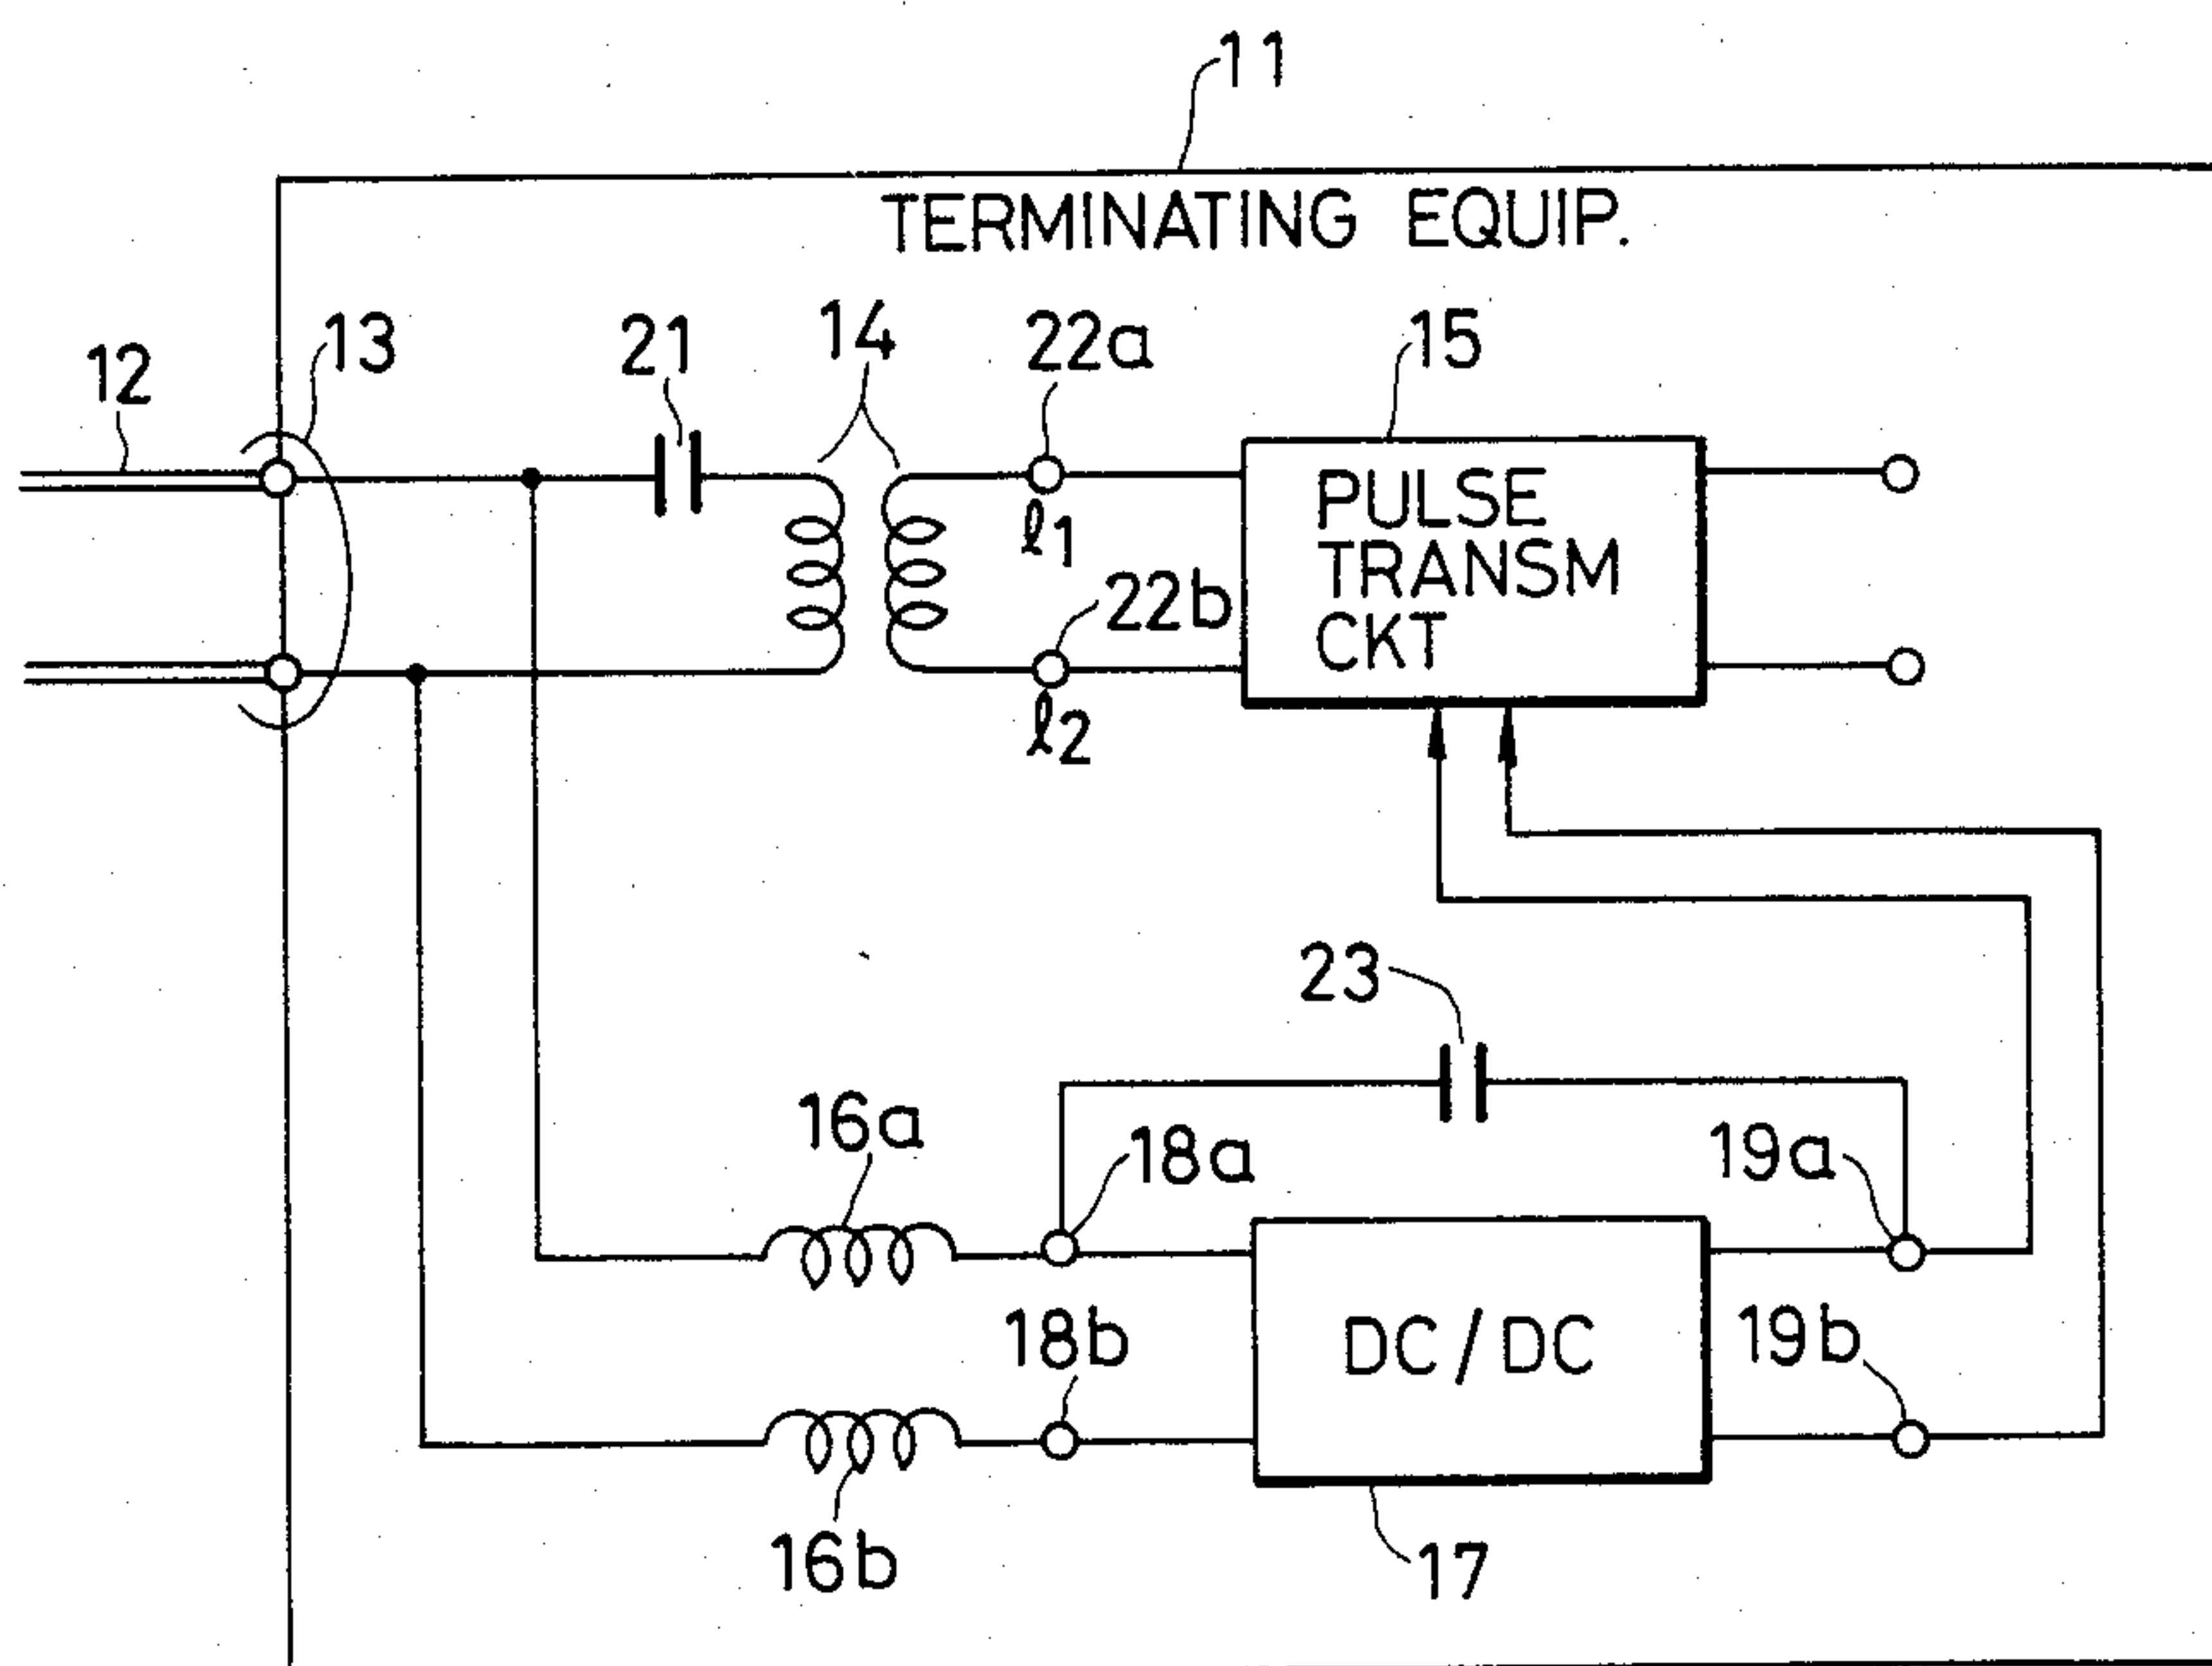 11
TERMINATING EQUIP.
12
13
21
14
22a
15
ℓ1
PULSE
TRANSM
CKT
22b
ℓ2
23
16a
18a
19a
18b
DC/DC
19b
16b
17